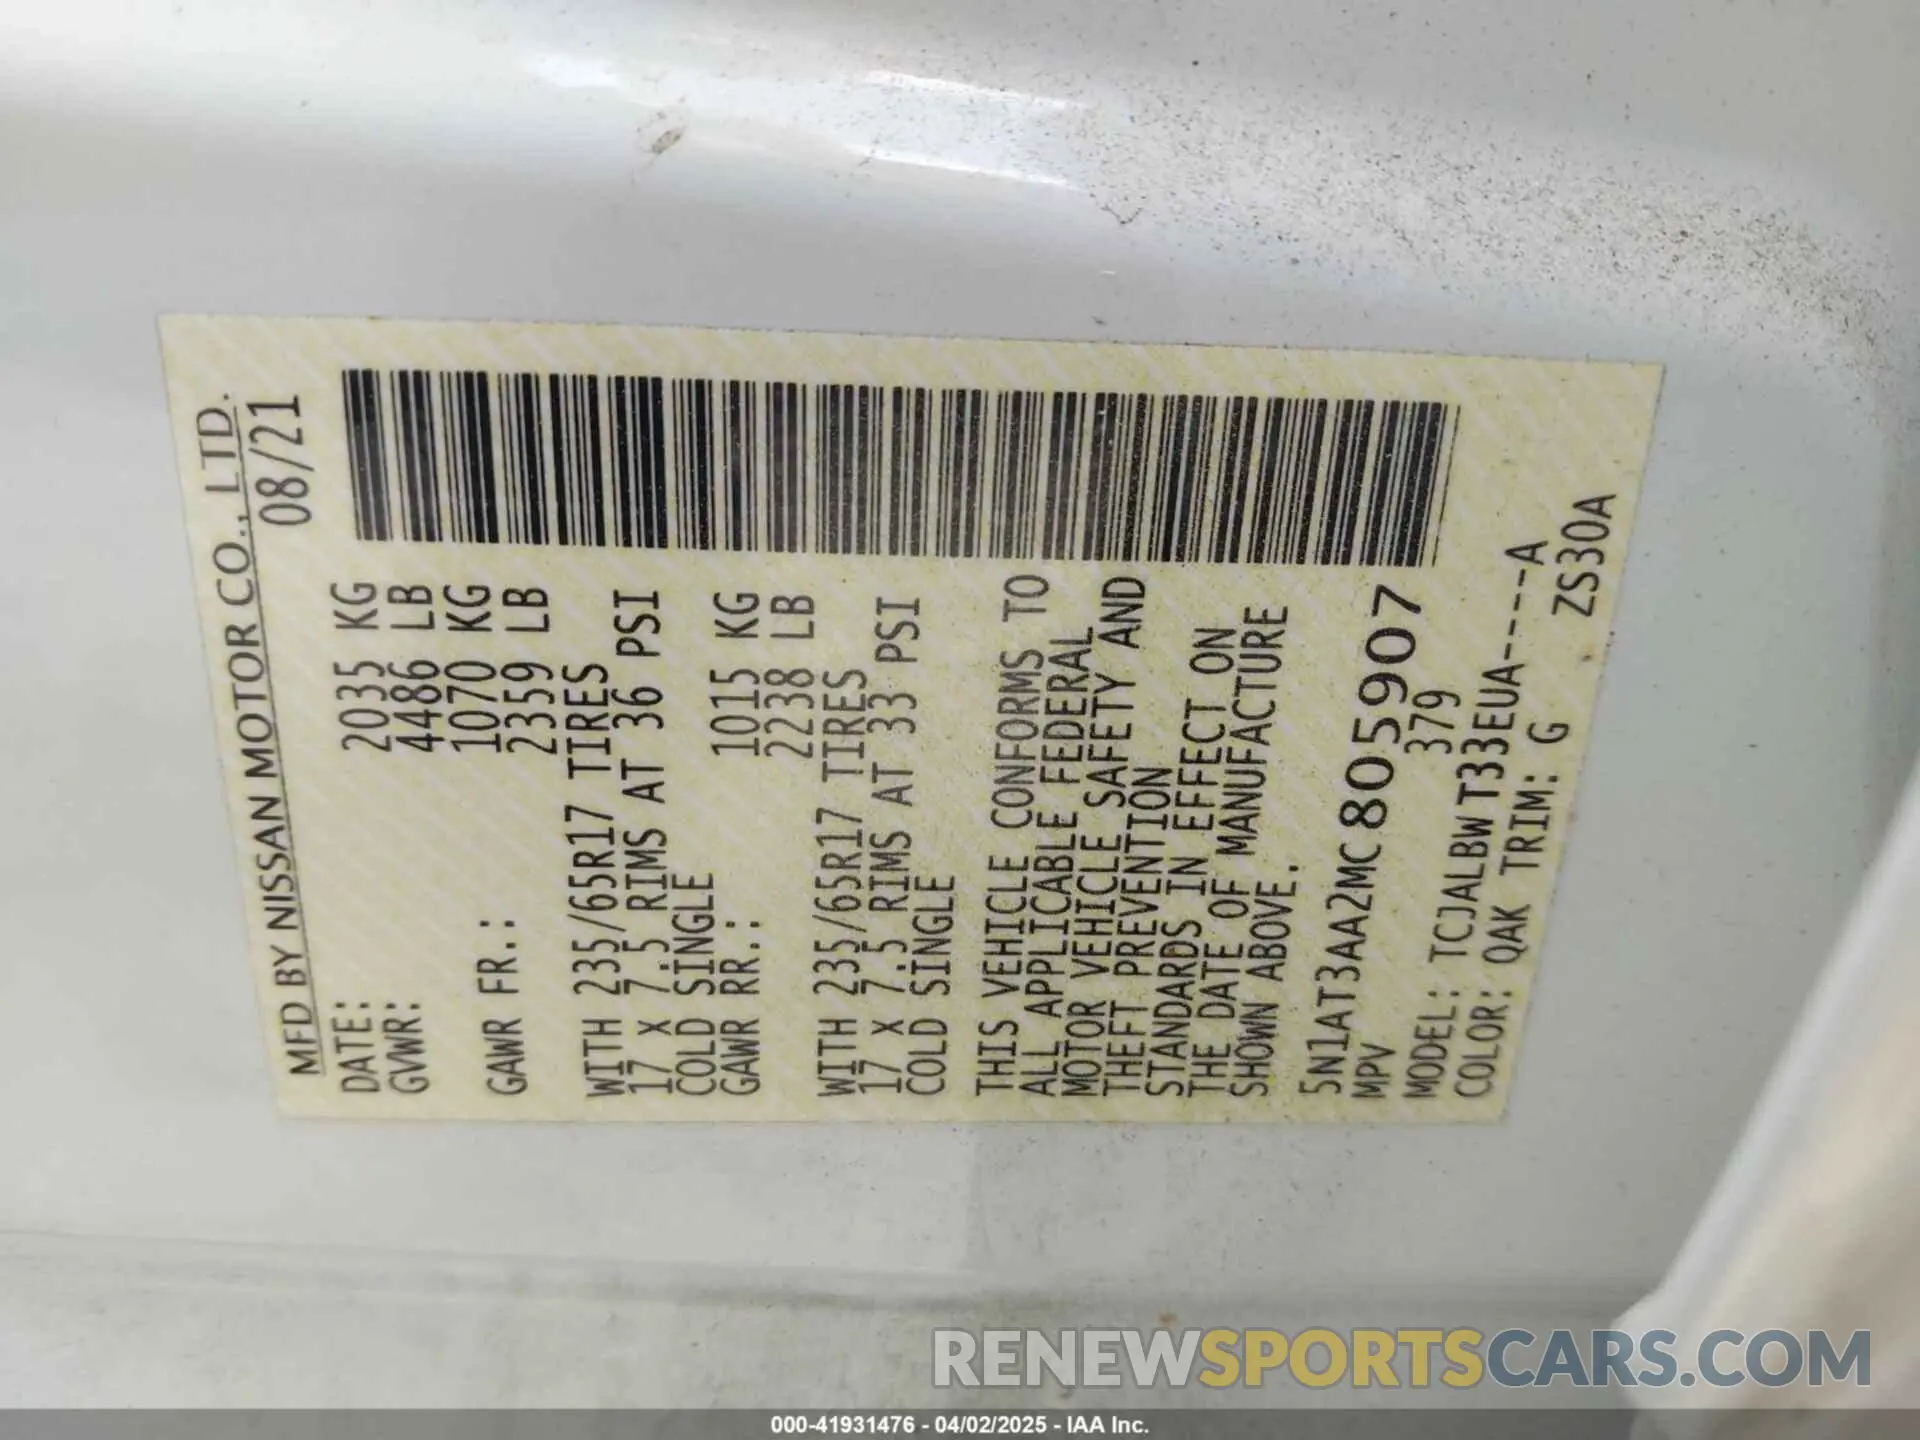 MFD BY NISSAN MOTOR CO., LTD.
DATE: 08/21
GVWR: 2035 KG
4486 LB
GAWR FR.: 1070 KG
2359 LB
WITH 235/65R17 TIRES
17 X 7.5 RIMS AT 36 PSI
COLD SINGLE
GAWR RR.: 1015 KG
2238 LB
WITH 235/65R17 TIRES
17 X 7.5 RIMS AT 33 PSI
COLD SINGLE
THIS VEHICLE CONFORMS TO
ALL APPLICABLE FEDERAL
MOTOR VEHICLE SAFETY AND
THEFT PREVENTION
STANDARDS IN EFFECT ON
THE DATE OF MANUFACTURE
SHOWN ABOVE.
5N1AT3AA2MC805907
MPV 379
MODEL: TCJALBWT33EUA----A
COLOR: QAK TRIM: G
ZS30A
RENEWSPORTSCARS.COM
000-41931476 - 04/02/2025 - IAA Inc.